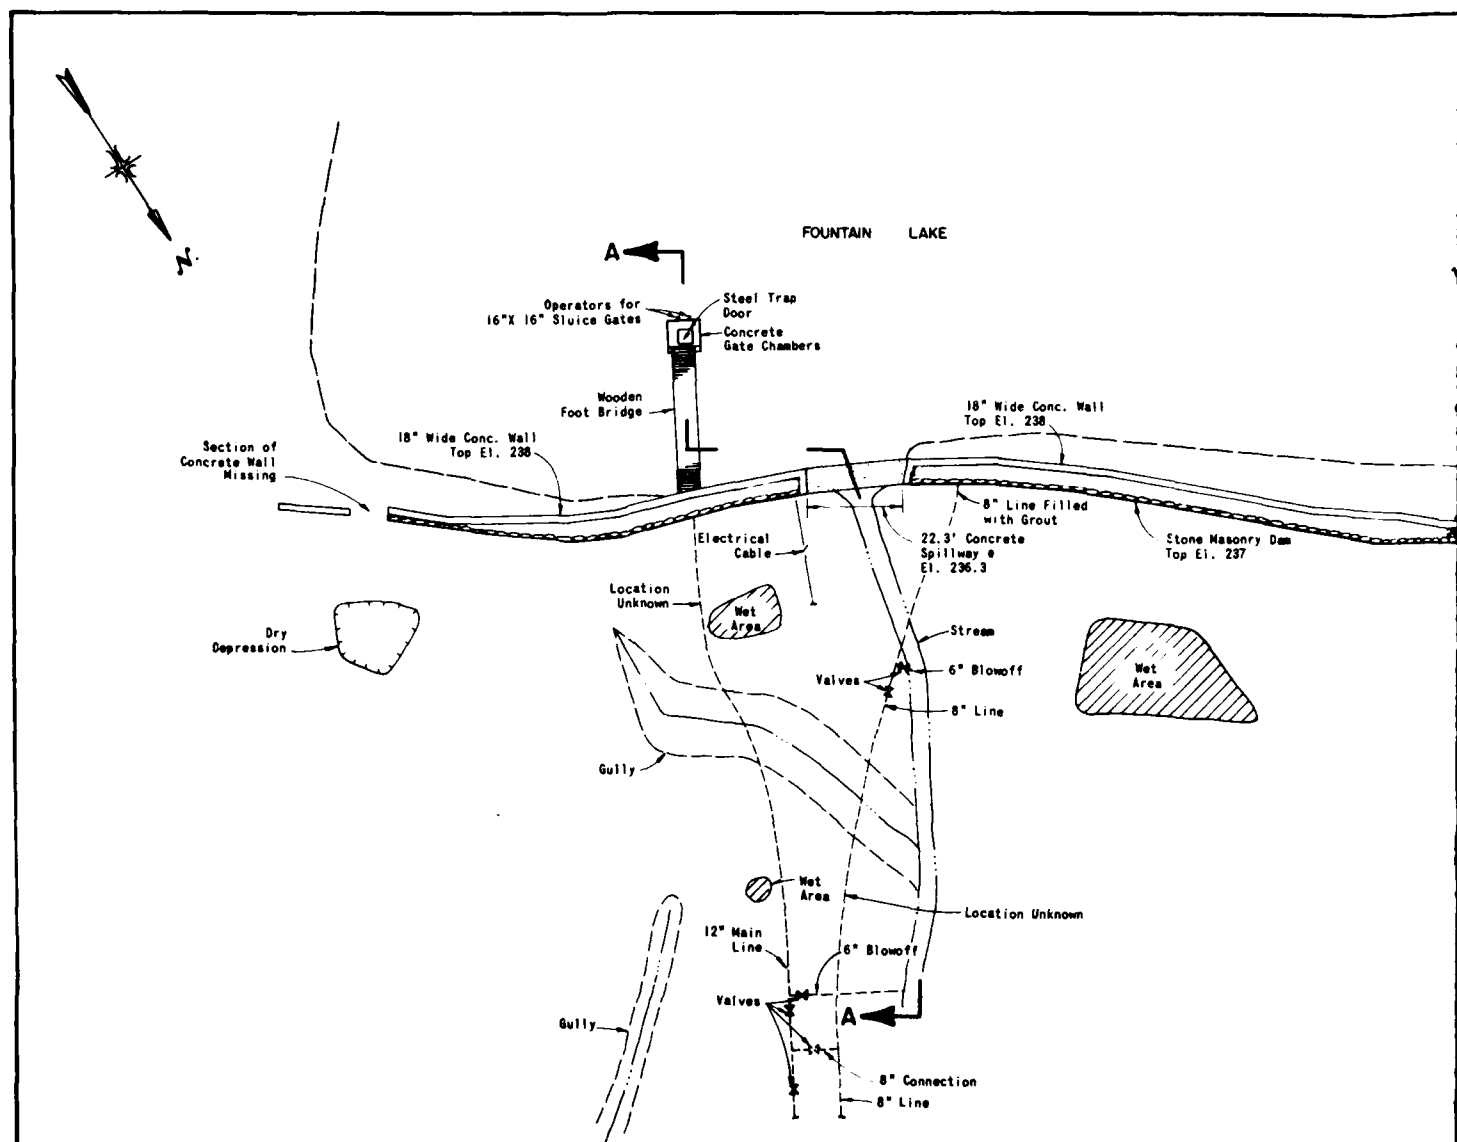 N
FOUNTAIN LAKE
A
Operators for
16"X 16" Sluice Gates
Steel Trap
Door
Concrete
Gate Chambers
Wooden
Foot Bridge
18" Wide Conc. Wall
Top El. 238
18" Wide Conc. Wall
Top El. 238
Section of
Concrete Wall
Missing
8" Line Filled
with Grout
Electrical
Cable
22.3' Concrete
Spillway @
El. 236.3
Stone Masonry Dam
Top El. 237
Location
Unknown
Wet
Area
Dry
Depression
Stream
Valves
6" Blowoff
8" Line
Wet
Area
Gully
Wet
Area
Location Unknown
12" Main
Line
6" Blowoff
Valves
A
Gully
8" Connection
8" Line